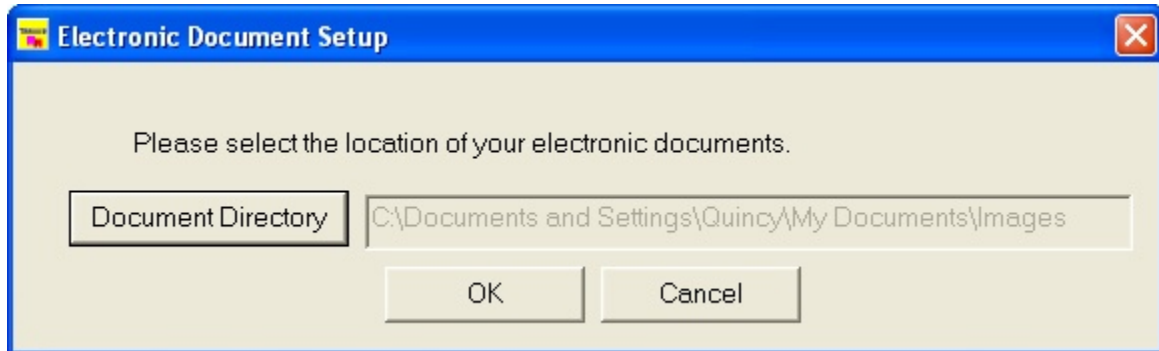 Electronic Document Setup
Please select the location of your electronic documents.
Document Directory C:\Documents and Settings\Quincy\My Documents\Images
OK Cancel